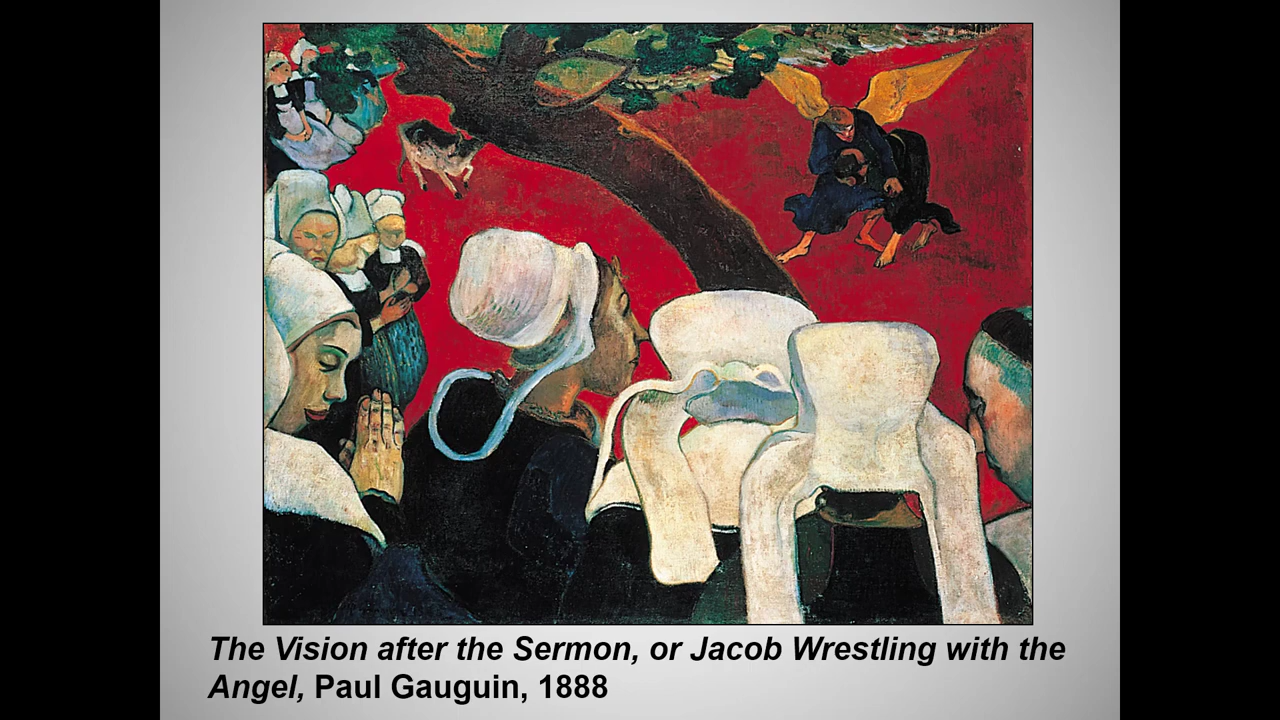 The Vision after the Sermon, or Jacob Wrestling with the
Angel, Paul Gauguin, 1888